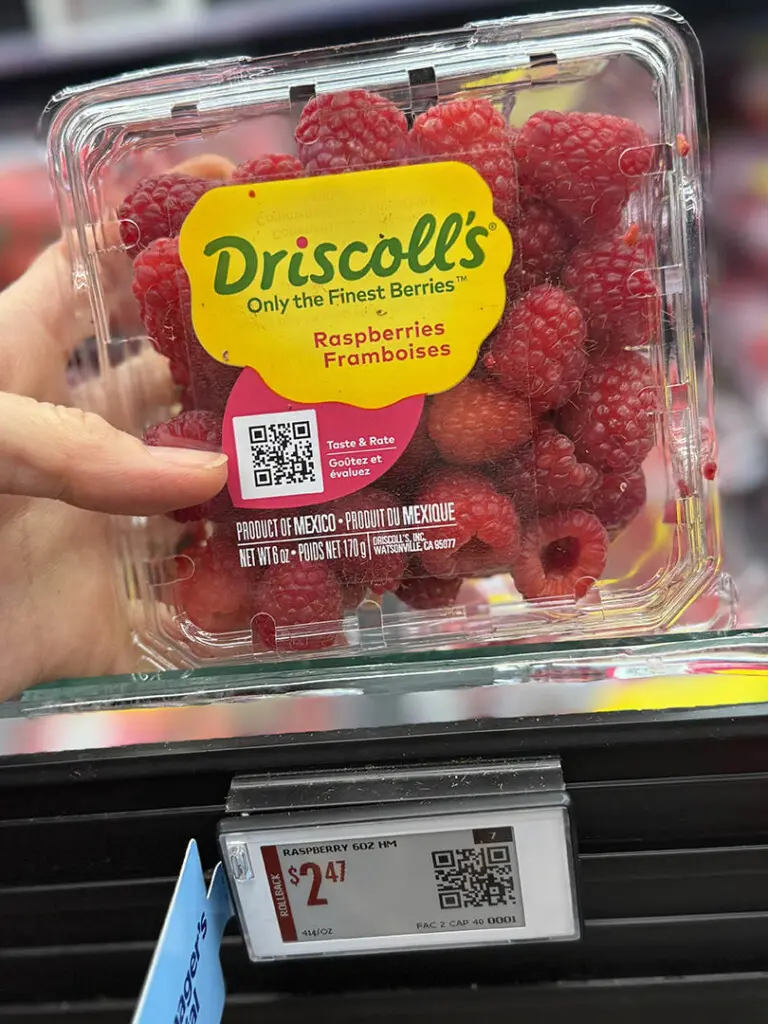 Driscoll's®
Only the Finest Berries™
Raspberries
Framboises
Taste & Rate
Goûtez et
évaluez
PRODUCT OF MEXICO • PRODUIT DU MEXIQUE
NET WT 6 oz • POIDS NET 170 g
DRISCOLL'S, INC.
WATSONVILLE, CA 95077
7
RASPBERRY 6OZ HM
ROLLBACK
$2.47
FAC 2 CAP 40 0001